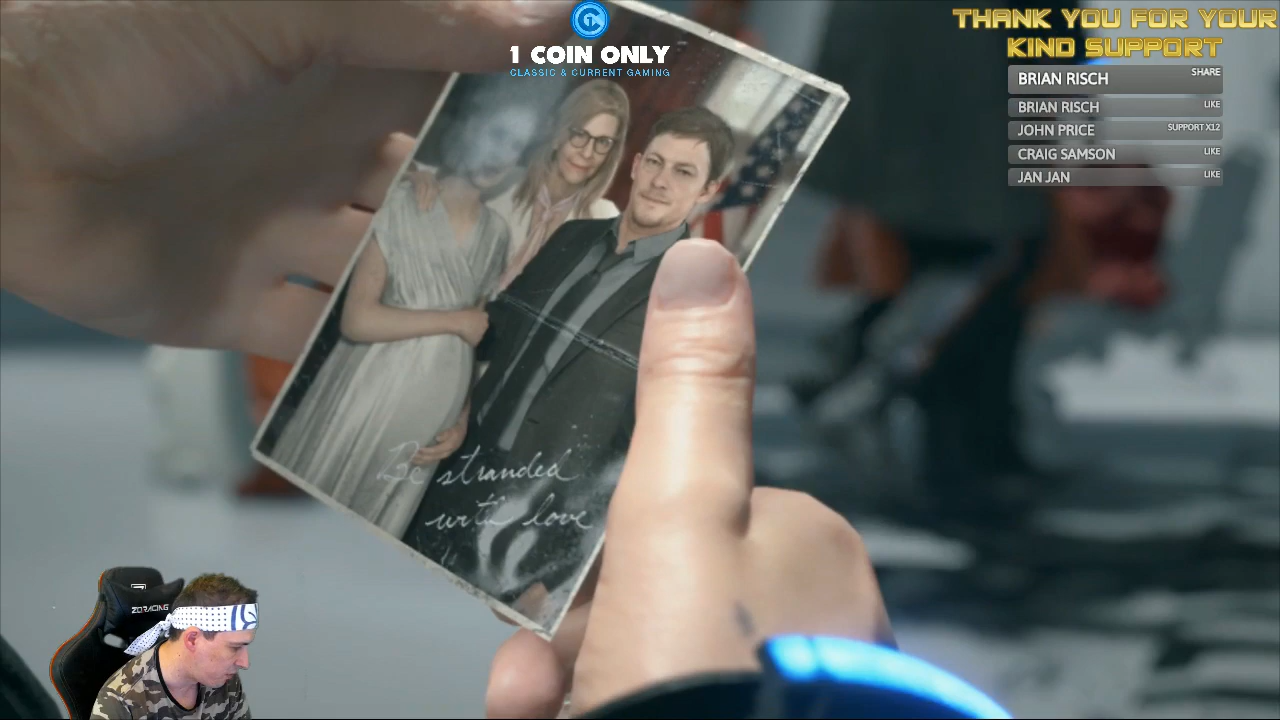 THANK YOU FOR YOUR
KIND SUPPORT
1 COIN ONLY
CLASSIC & CURRENT GAMING
BRIAN RISCH SHARE
BRIAN RISCH LIKE
JOHN PRICE SUPPORT X12
CRAIG SAMSON LIKE
JAN JAN LIKE
Be stranded
with love